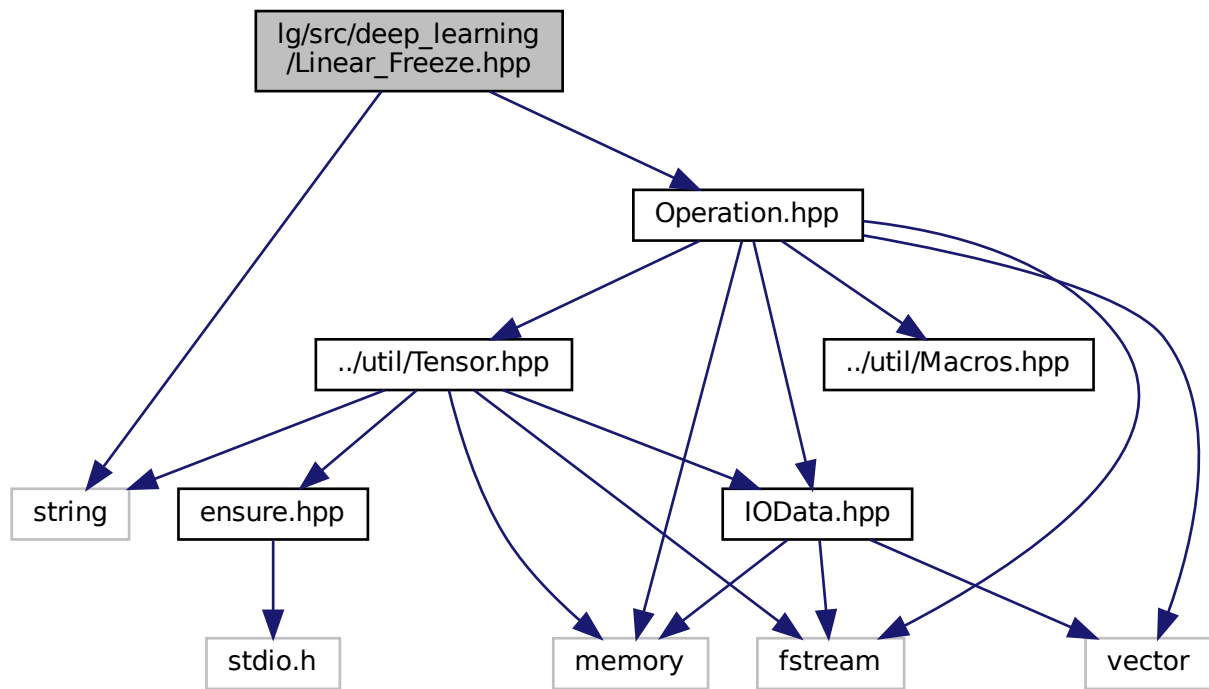 lg/src/deep_learning
/Linear_Freeze.hpp
Operation.hpp
../util/Tensor.hpp
../util/Macros.hpp
string
ensure.hpp
IOData.hpp
stdio.h
memory
fstream
vector